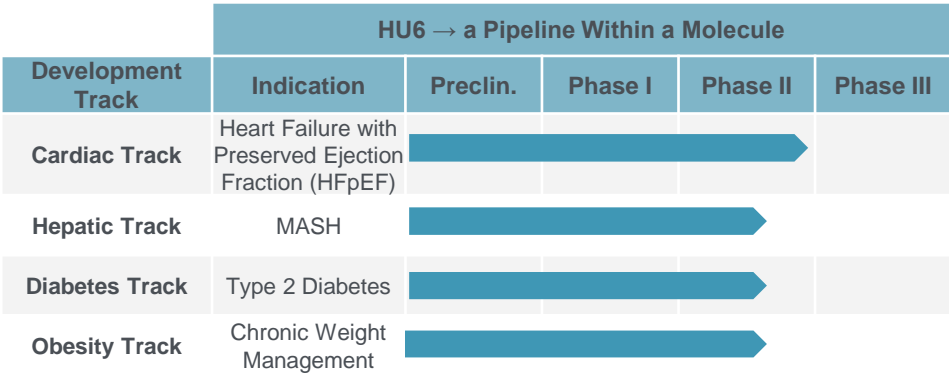 HU6 → a Pipeline Within a Molecule
Development
Track
Indication
Preclin.
Phase I
Phase II
Phase III
Cardiac Track
Heart Failure with
Preserved Ejection
Fraction (HFpEF)
Hepatic Track
MASH
Diabetes Track
Type 2 Diabetes
Obesity Track
Chronic Weight
Management